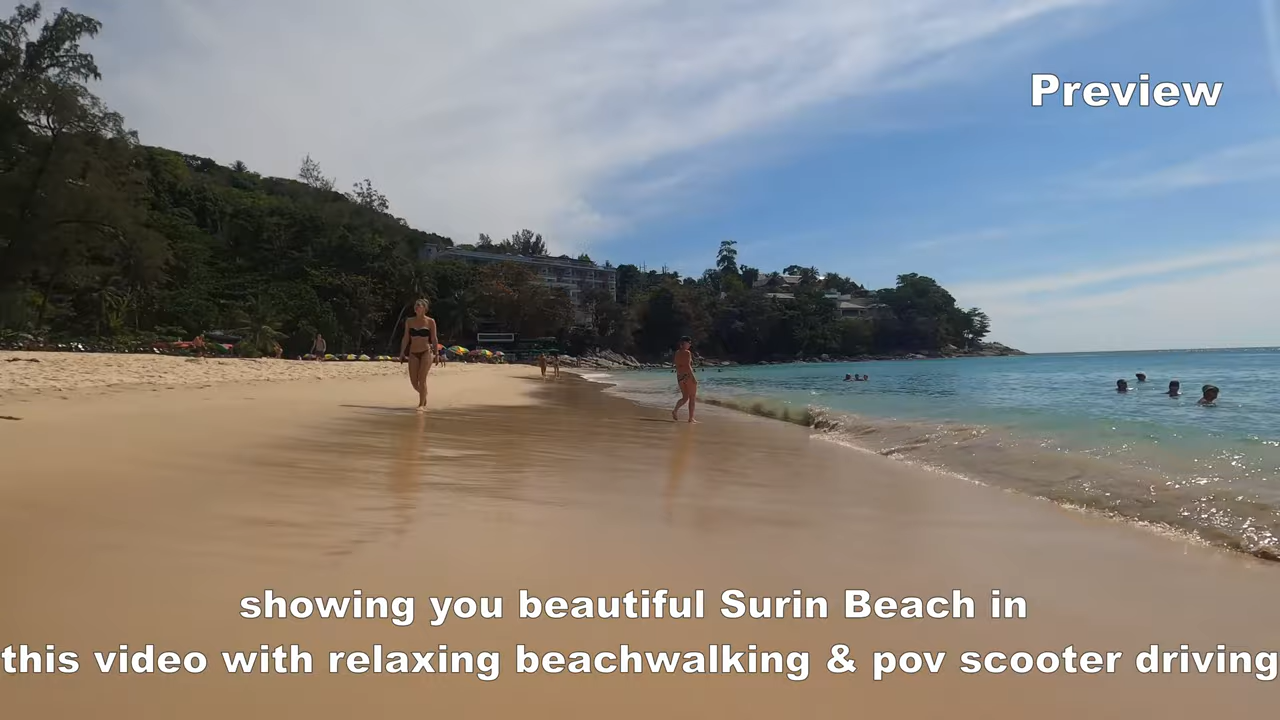 Preview
showing you beautiful Surin Beach in
this video with relaxing beachwalking & pov scooter driving